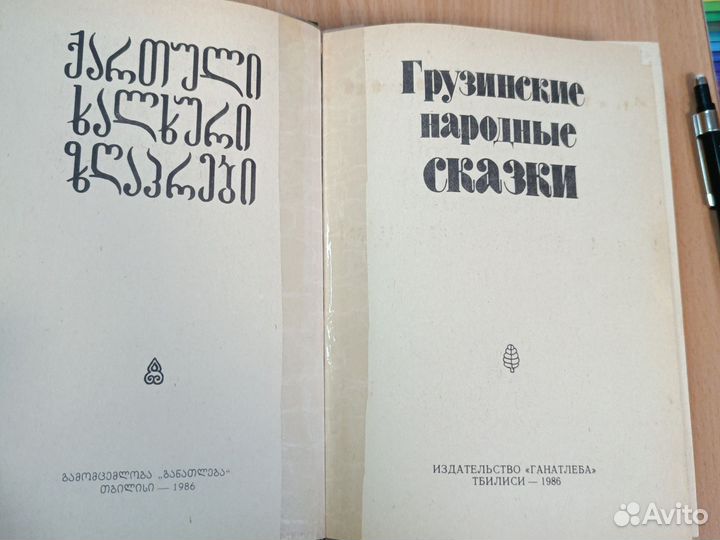 ქართული
ხალხური
ზღაპრები
გამომცემლობა „განათლება“
თბილისი — 1986
Грузинские
народные
сказки
ИЗДАТЕЛЬСТВО «ГАНАТЛЕБА»
ТБИЛИСИ — 1986
Avito